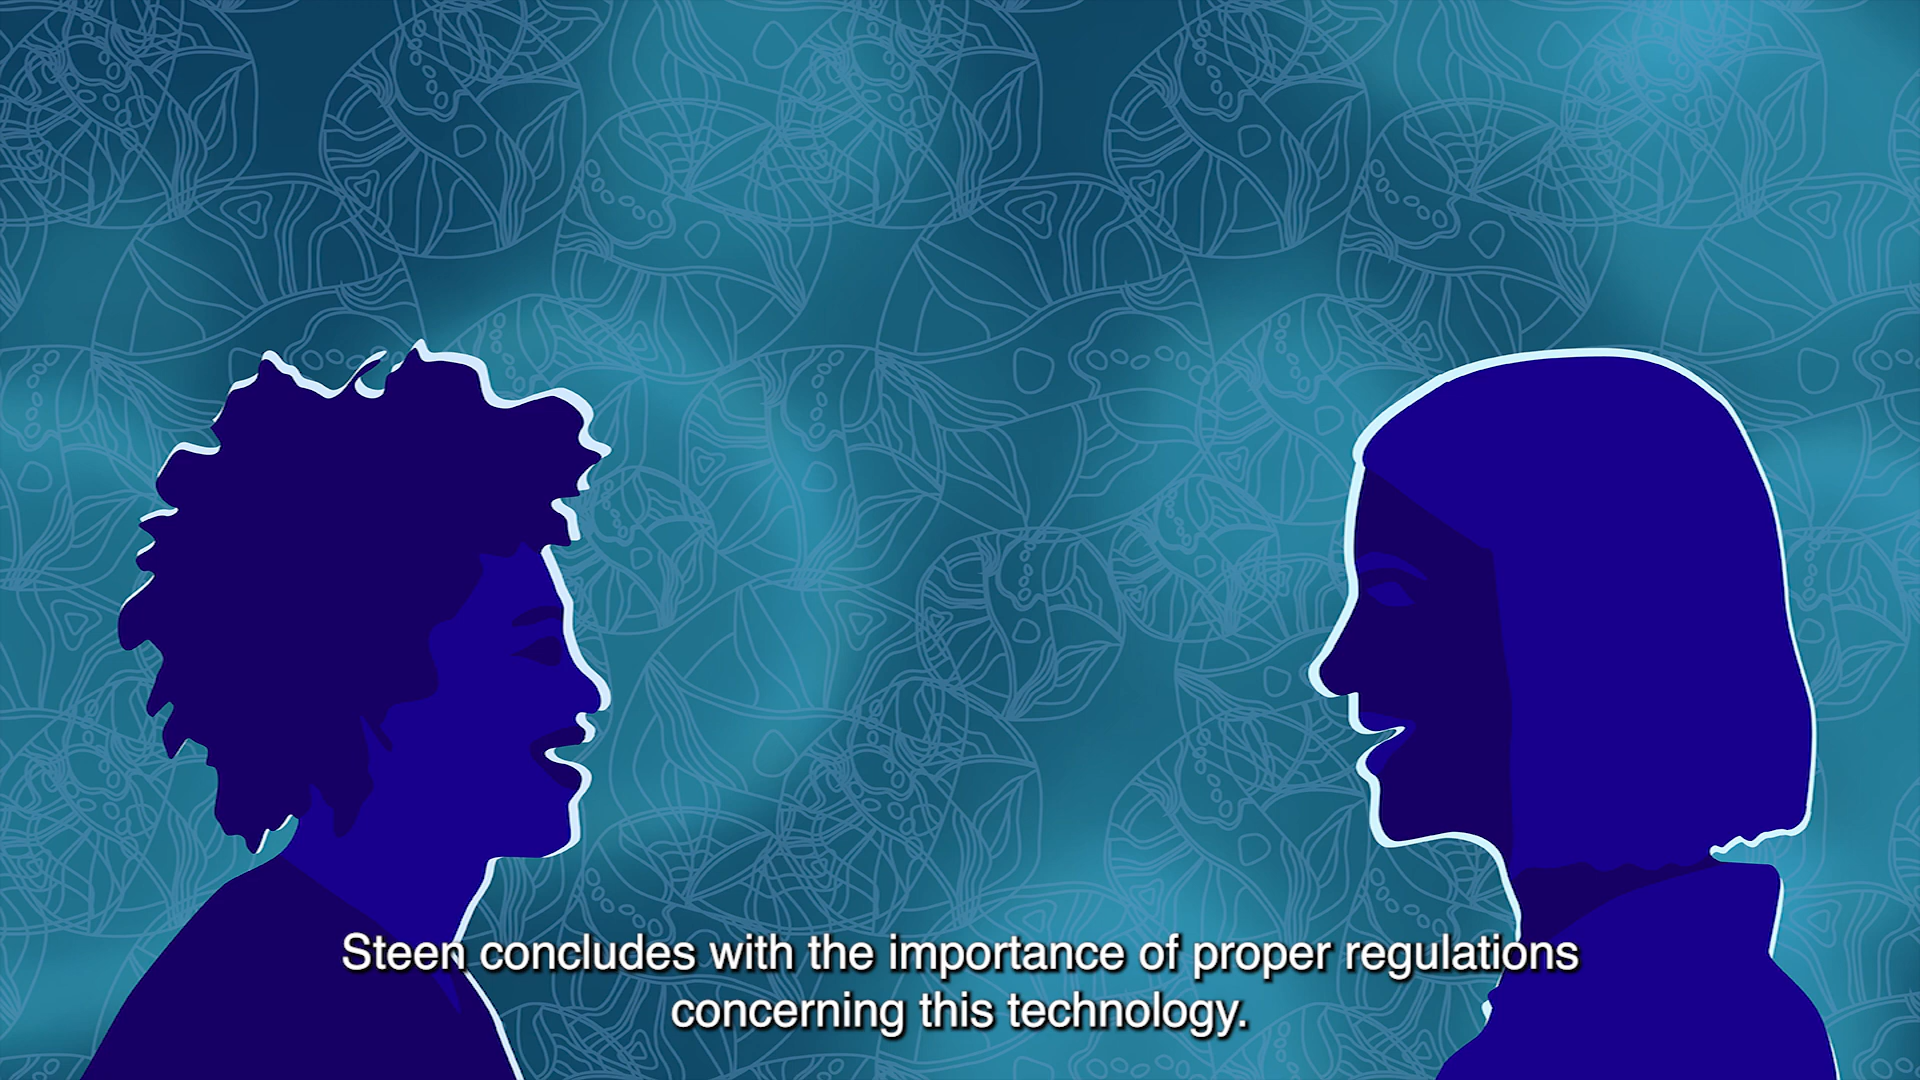 Steen concludes with the importance of proper regulations
concerning this technology.